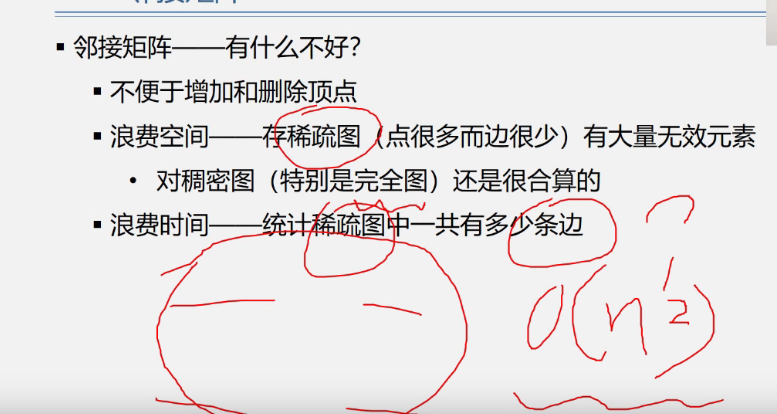 ▪ 邻接矩阵——有什么不好?
▪ 不便于增加和删除顶点
▪ 浪费空间——存稀疏图（点很多而边很少）有大量无效元素
• 对稠密图（特别是完全图）还是很合算的
▪ 浪费时间——统计稀疏图中一共有多少条边